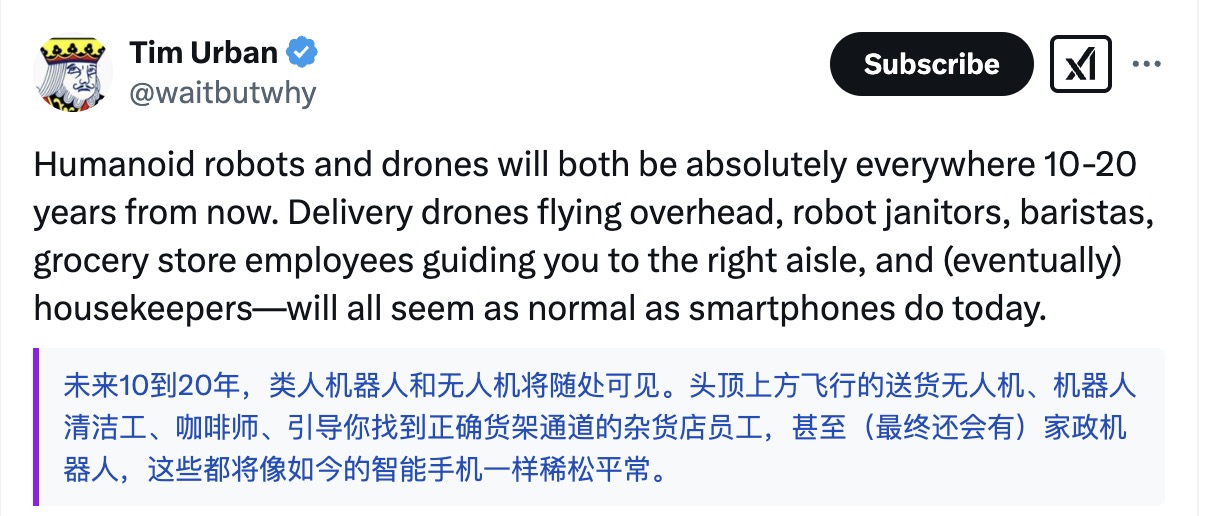 Tim Urban
@waitbutwhy
Subscribe
Humanoid robots and drones will both be absolutely everywhere 10-20
years from now. Delivery drones flying overhead, robot janitors, baristas,
grocery store employees guiding you to the right aisle, and (eventually)
housekeepers—will all seem as normal as smartphones do today.
未来10到20年，类人机器人和无人机将随处可见。头顶上方飞行的送货无人机、机器人
清洁工、咖啡师、引导你找到正确货架通道的杂货店员工，甚至（最终还会有）家政机
器人，这些都将像如今的智能手机一样稀松平常。